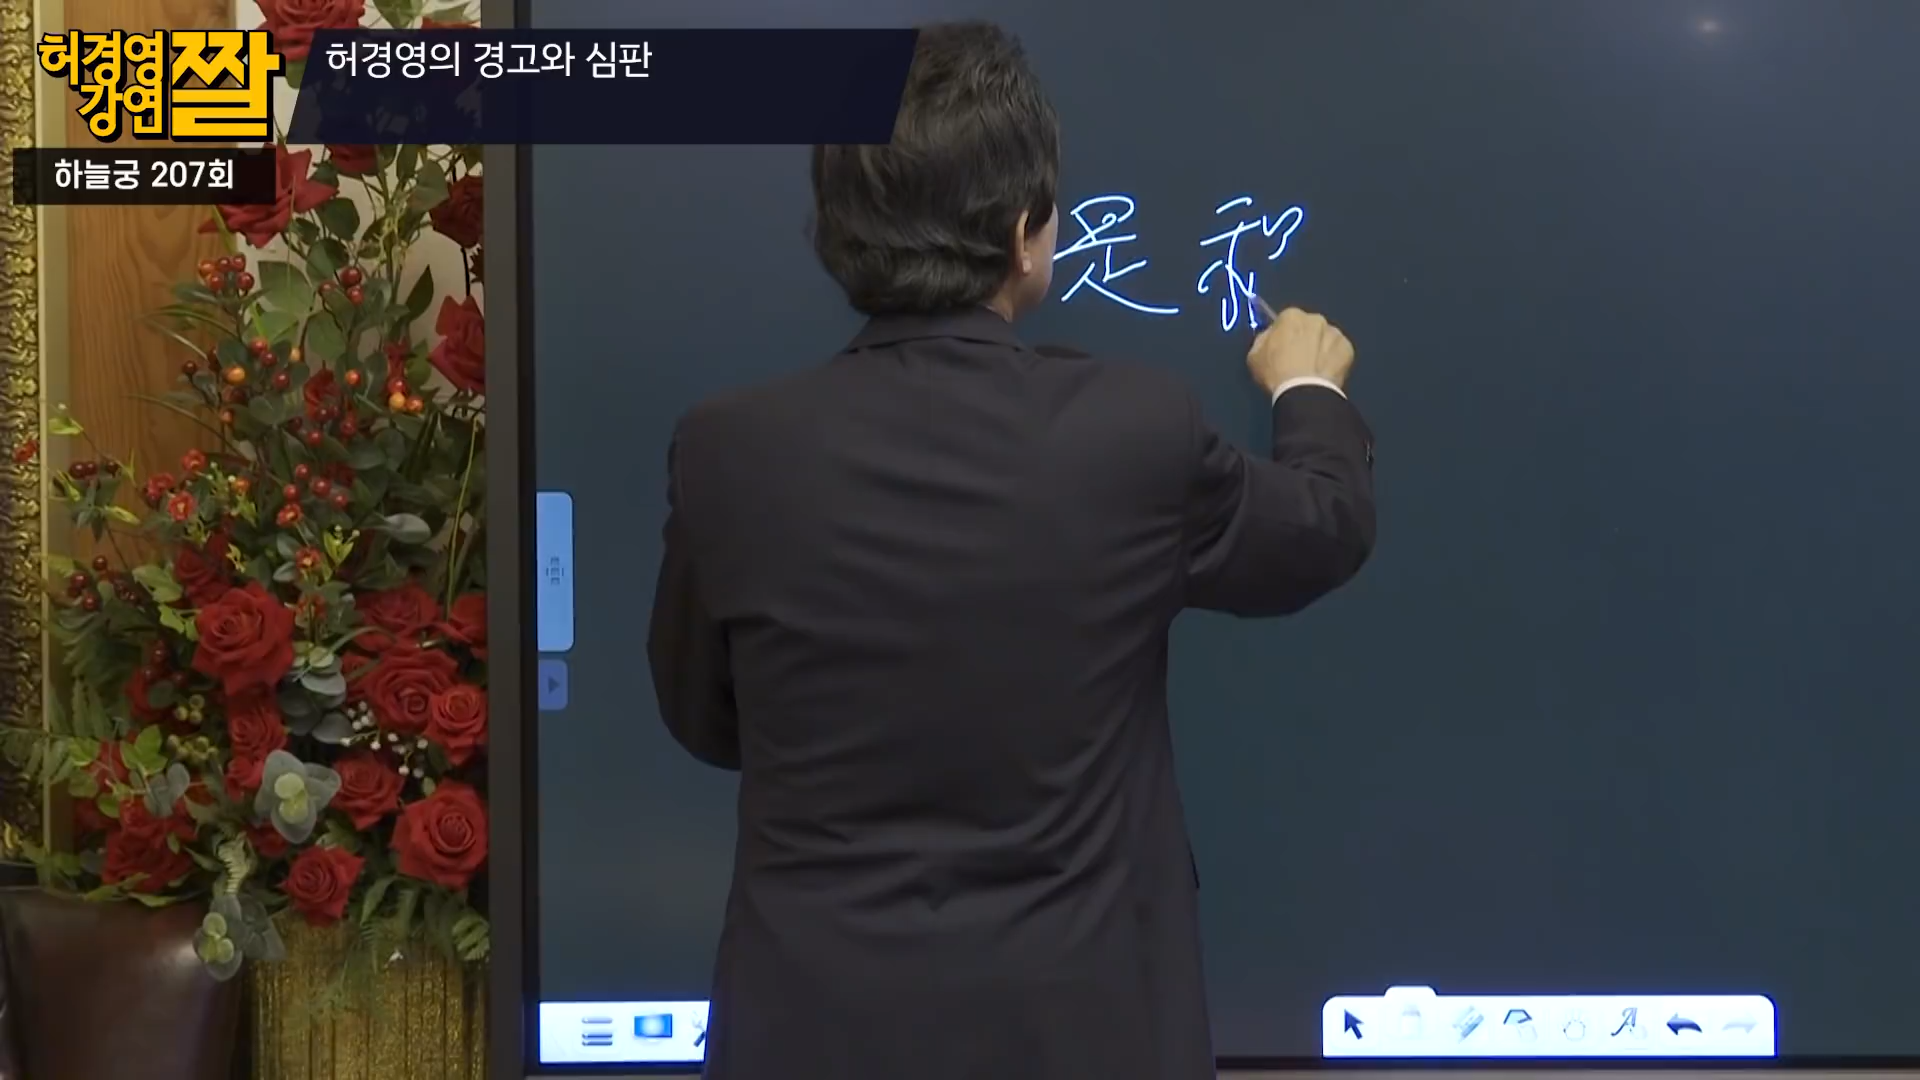 허경영
강연 짤
허경영의 경고와 심판
하늘궁 207회
是